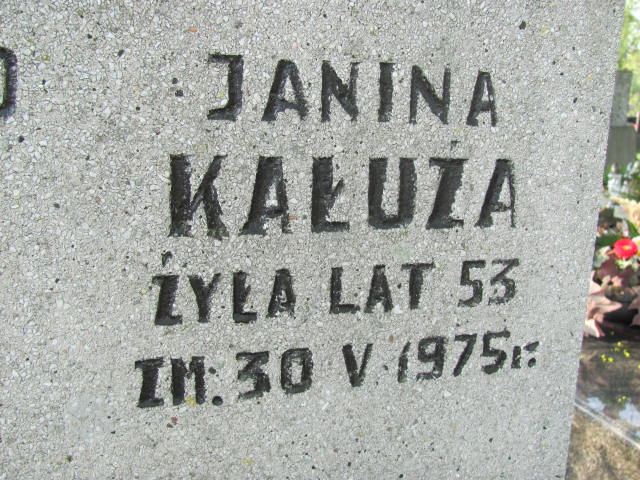 JANINA
KAŁUŻA
ŻYŁA LAT 53
ZM. 30 V 1975 r.